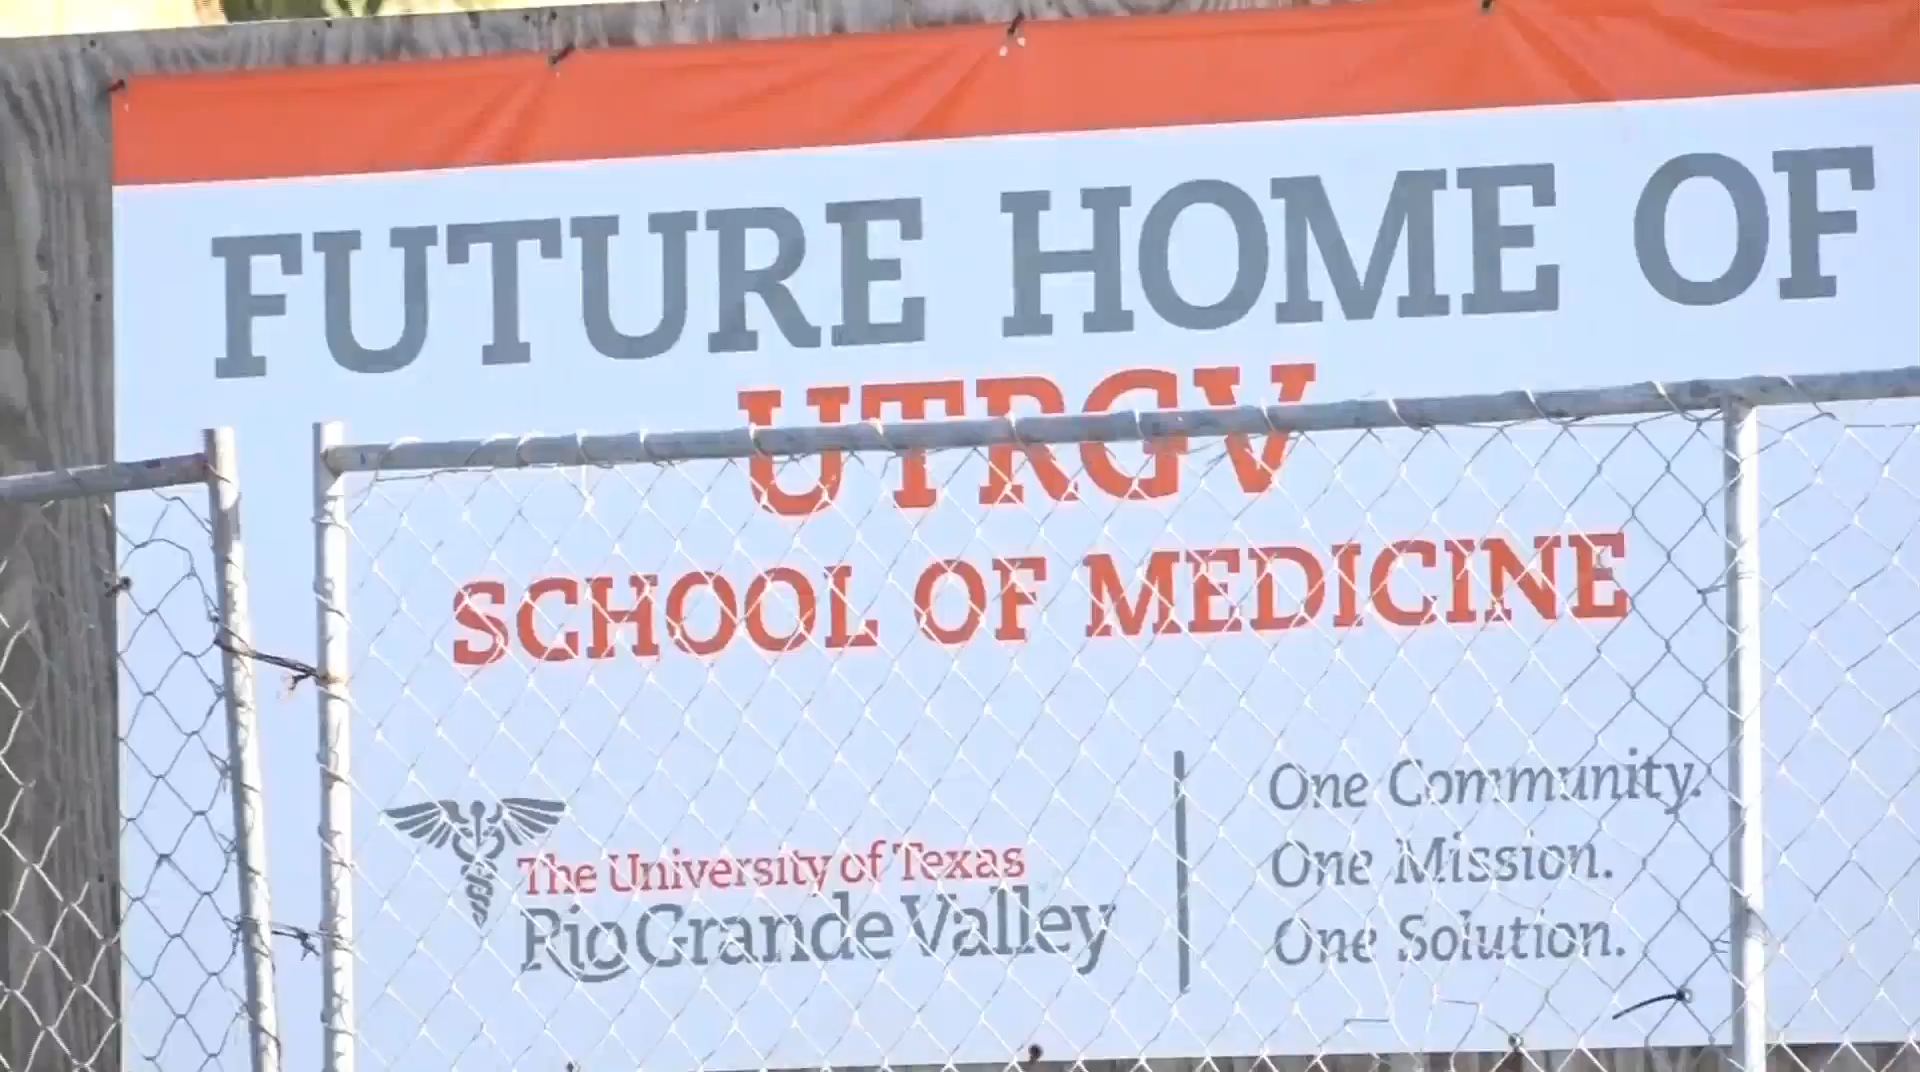 FUTURE HOME OF
UTRGV
SCHOOL OF MEDICINE
The University of Texas
Rio Grande Valley
One Community.
One Mission.
One Solution.